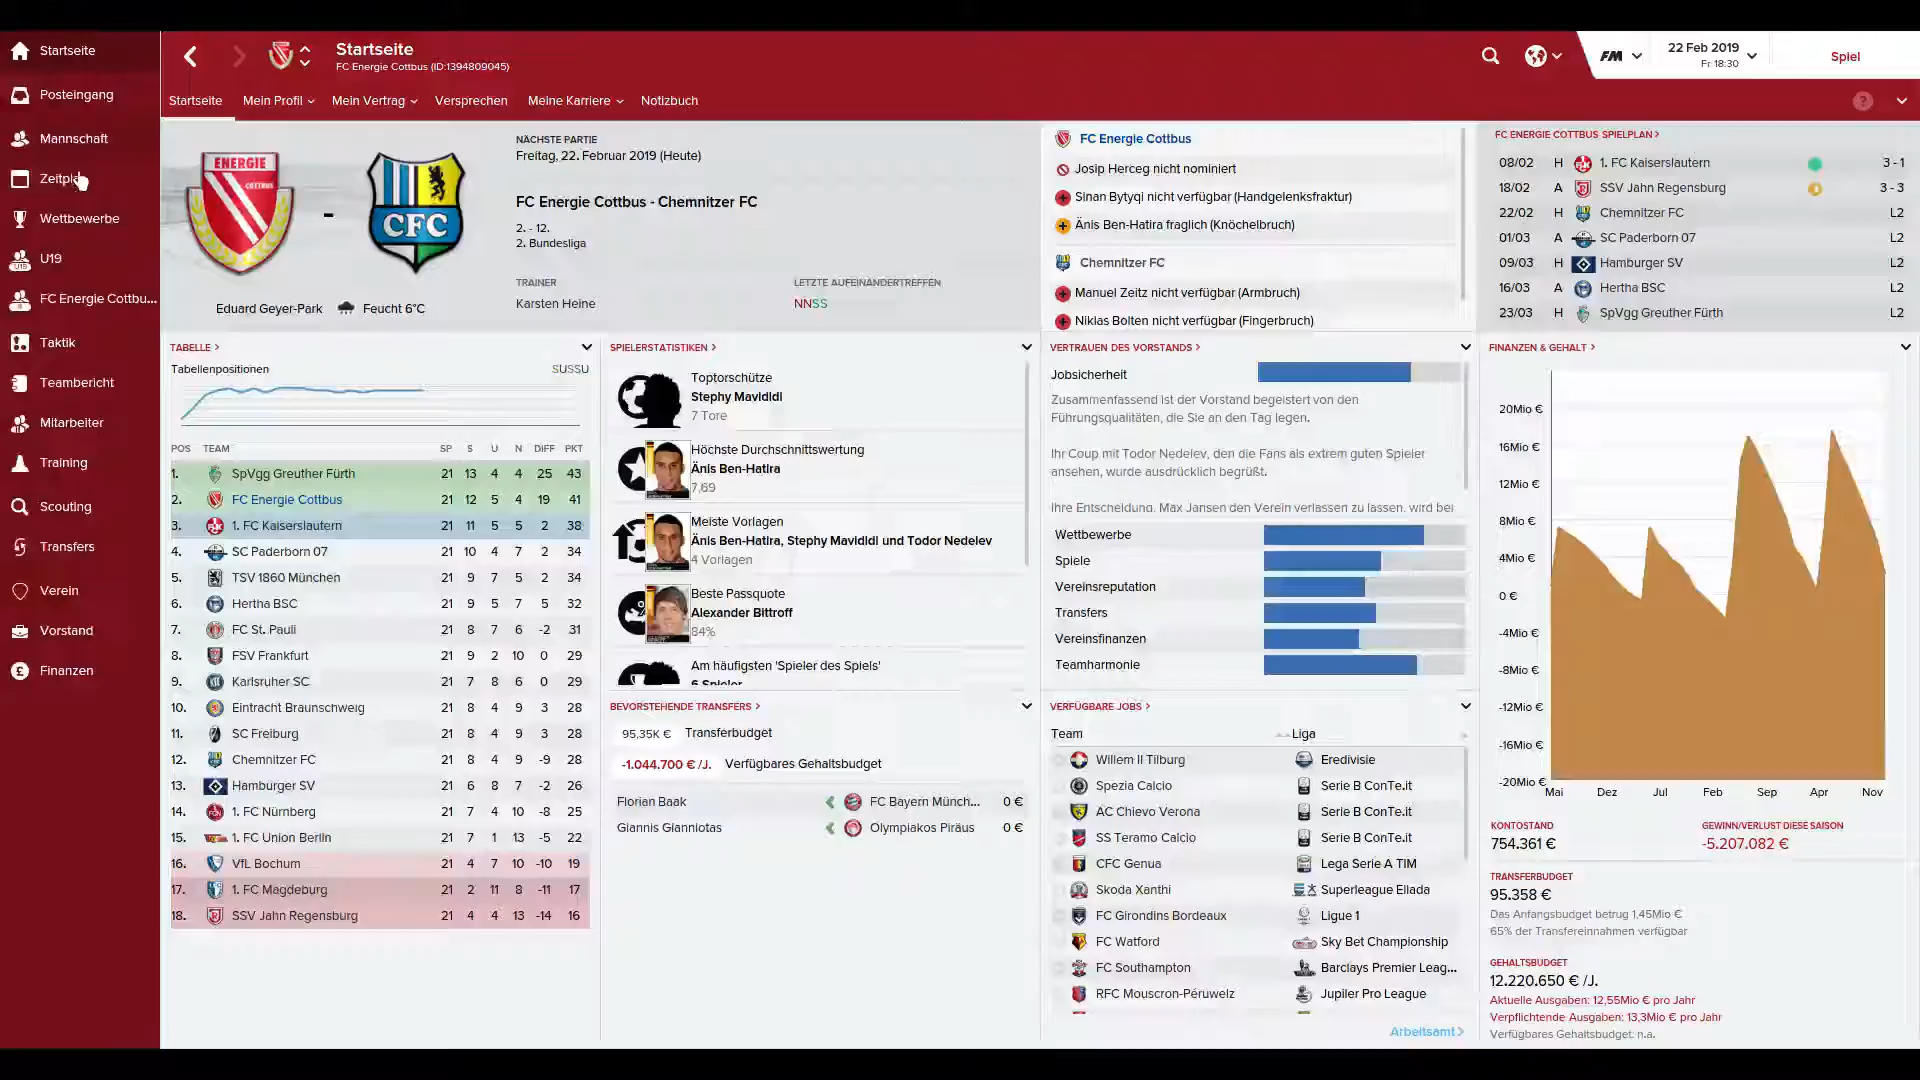 Startseite
Posteingang
Mannschaft
Zeitpl
Wettbewerbe
U19
FC Energie Cottbu...
Taktik
Teambericht
Mitarbeiter
Training
Scouting
Transfers
Verein
Vorstand
Finanzen
Startseite
FC Energie Cottbus (ID:1394809045)
FM
22 Feb 2019
Fr 18:30
Spiel
Startseite Mein Profil Mein Vertrag Versprechen Meine Karriere Notizbuch
ENERGIE
COTTBUS
-
CFC
Eduard Geyer-Park Feucht 6°C
NÄCHSTE PARTIE
Freitag, 22. Februar 2019 (Heute)
FC Energie Cottbus - Chemnitzer FC
2. - 12.
2. Bundesliga
TRAINER
Karsten Heine
LETZTE AUFEINANDERTREFFEN
NNSS
FC Energie Cottbus
Josip Herceg nicht nominiert
Sinan Bytyqi nicht verfügbar (Handgelenksfraktur)
Änis Ben-Hatira fraglich (Knöchelbruch)
Chemnitzer FC
Manuel Zeitz nicht verfügbar (Armbruch)
Niklas Bolten nicht verfügbar (Fingerbruch)
FC ENERGIE COTTBUS SPIELPLAN >
08/02 H 1. FC Kaiserslautern 3 - 1
18/02 A SSV Jahn Regensburg 3 - 3
22/02 H Chemnitzer FC L2
01/03 A SC Paderborn 07 L2
09/03 H Hamburger SV L2
16/03 A Hertha BSC L2
23/03 H SpVgg Greuther Fürth L2
TABELLE >
Tabellenpositionen SUSSU
POS TEAM SP S U N DIFF PKT
1. SpVgg Greuther Fürth 21 13 4 4 25 43
2. FC Energie Cottbus 21 12 5 4 19 41
3. 1. FC Kaiserslautern 21 11 5 5 2 38
4. SC Paderborn 07 21 10 4 7 2 34
5. TSV 1860 München 21 9 7 5 2 34
6. Hertha BSC 21 9 5 7 5 32
7. FC St. Pauli 21 8 7 6 -2 31
8. FSV Frankfurt 21 9 2 10 0 29
9. Karlsruher SC 21 7 8 6 0 29
10. Eintracht Braunschweig 21 8 4 9 3 28
11. SC Freiburg 21 8 4 9 3 28
12. Chemnitzer FC 21 8 4 9 -9 28
13. Hamburger SV 21 6 8 7 -2 26
14. 1. FC Nürnberg 21 7 4 10 -8 25
15. 1. FC Union Berlin 21 7 1 13 -5 22
16. VfL Bochum 21 4 7 10 -10 19
17. 1. FC Magdeburg 21 2 11 8 -11 17
18. SSV Jahn Regensburg 21 4 4 13 -14 16
SPIELERSTATISTIKEN >
Toptorschütze
Stephy Mavididi
7 Tore
Höchste Durchschnittswertung
Änis Ben-Hatira
7,69
Meiste Vorlagen
Änis Ben-Hatira, Stephy Mavididi und Todor Nedelev
4 Vorlagen
Beste Passquote
Alexander Bittroff
84%
Am häufigsten 'Spieler des Spiels'
6 Spieler
BEVORSTEHENDE TRANSFERS >
95,35K € Transferbudget
-1.044.700 € /J. Verfügbares Gehaltsbudget
Florian Baak FC Bayern Münch... 0 €
Giannis Gianniotas Olympiakos Piräus 0 €
VERTRAUEN DES VORSTANDS >
Jobsicherheit
Zusammenfassend ist der Vorstand begeistert von den
Führungsqualitäten, die Sie an den Tag legen.
Ihr Coup mit Todor Nedelev, den die Fans als extrem guten Spieler
ansehen, wurde ausdrücklich begrüßt.
Ihre Entscheidung, Max Jansen den Verein verlassen zu lassen, wird bei
Wettbewerbe
Spiele
Vereinsreputation
Transfers
Vereinsfinanzen
Teamharmonie
VERFÜGBARE JOBS >
Team Liga
Willem II Tilburg Eredivisie
Spezia Calcio Serie B ConTe.it
AC Chievo Verona Serie B ConTe.it
SS Teramo Calcio Serie B ConTe.it
CFC Genua Lega Serie A TIM
Skoda Xanthi Superleague Ellada
FC Girondins Bordeaux Ligue 1
FC Watford Sky Bet Championship
FC Southampton Barclays Premier Leag...
RFC Mouscron-Péruwelz Jupiler Pro League
Arbeitsamt >
FINANZEN & GEHALT >
20Mio €
16Mio €
12Mio €
8Mio €
4Mio €
0 €
-4Mio €
-8Mio €
-12Mio €
-16Mio €
-20Mio €
Mai Dez Jul Feb Sep Apr Nov
KONTOSTAND
754.361 €
GEWINN/VERLUST DIESE SAISON
-5.207.082 €
TRANSFERBUDGET
95.358 €
Das Anfangsbudget betrug 1,45Mio €
65% der Transfereinnahmen verfügbar
GEHALTSBUDGET
12.220.650 € /J.
Aktuelle Ausgaben: 12,55Mio € pro Jahr
Verpflichtende Ausgaben: 13,3Mio € pro Jahr
Verfügbares Gehaltsbudget: n.a.